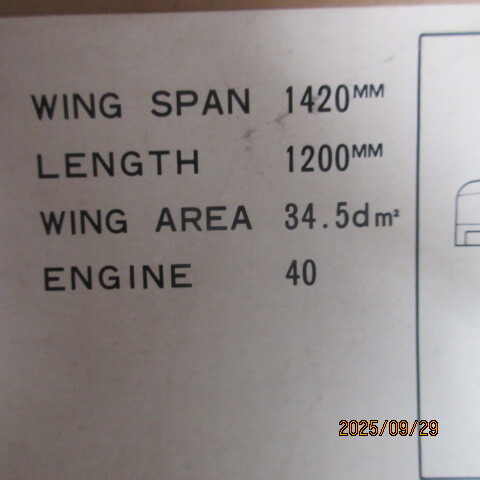 WING SPAN 1420MM
LENGTH 1200MM
WING AREA 34.5dm²
ENGINE 40
2025/09/29